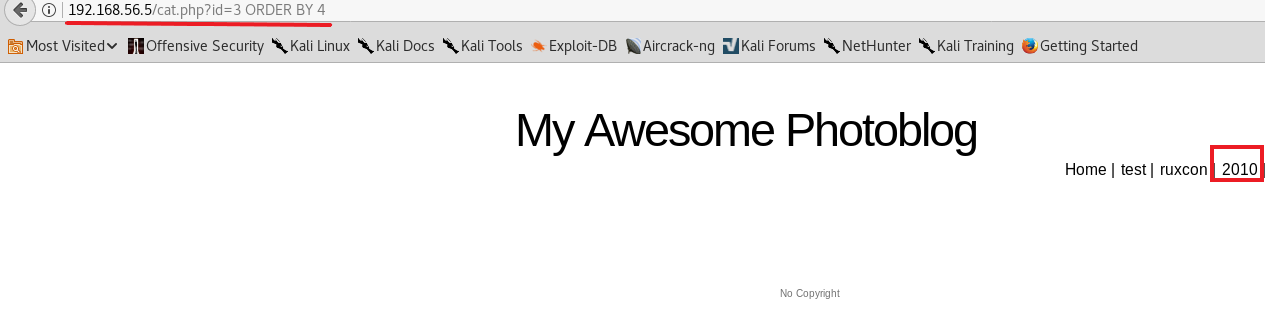 192.168.56.5/cat.php?id=3 ORDER BY 4
Most Visited Offensive Security Kali Linux Kali Docs Kali Tools Exploit-DB Aircrack-ng Kali Forums NetHunter Kali Training Getting Started
My Awesome Photoblog
Home | test | ruxcon | 2010 |
No Copyright